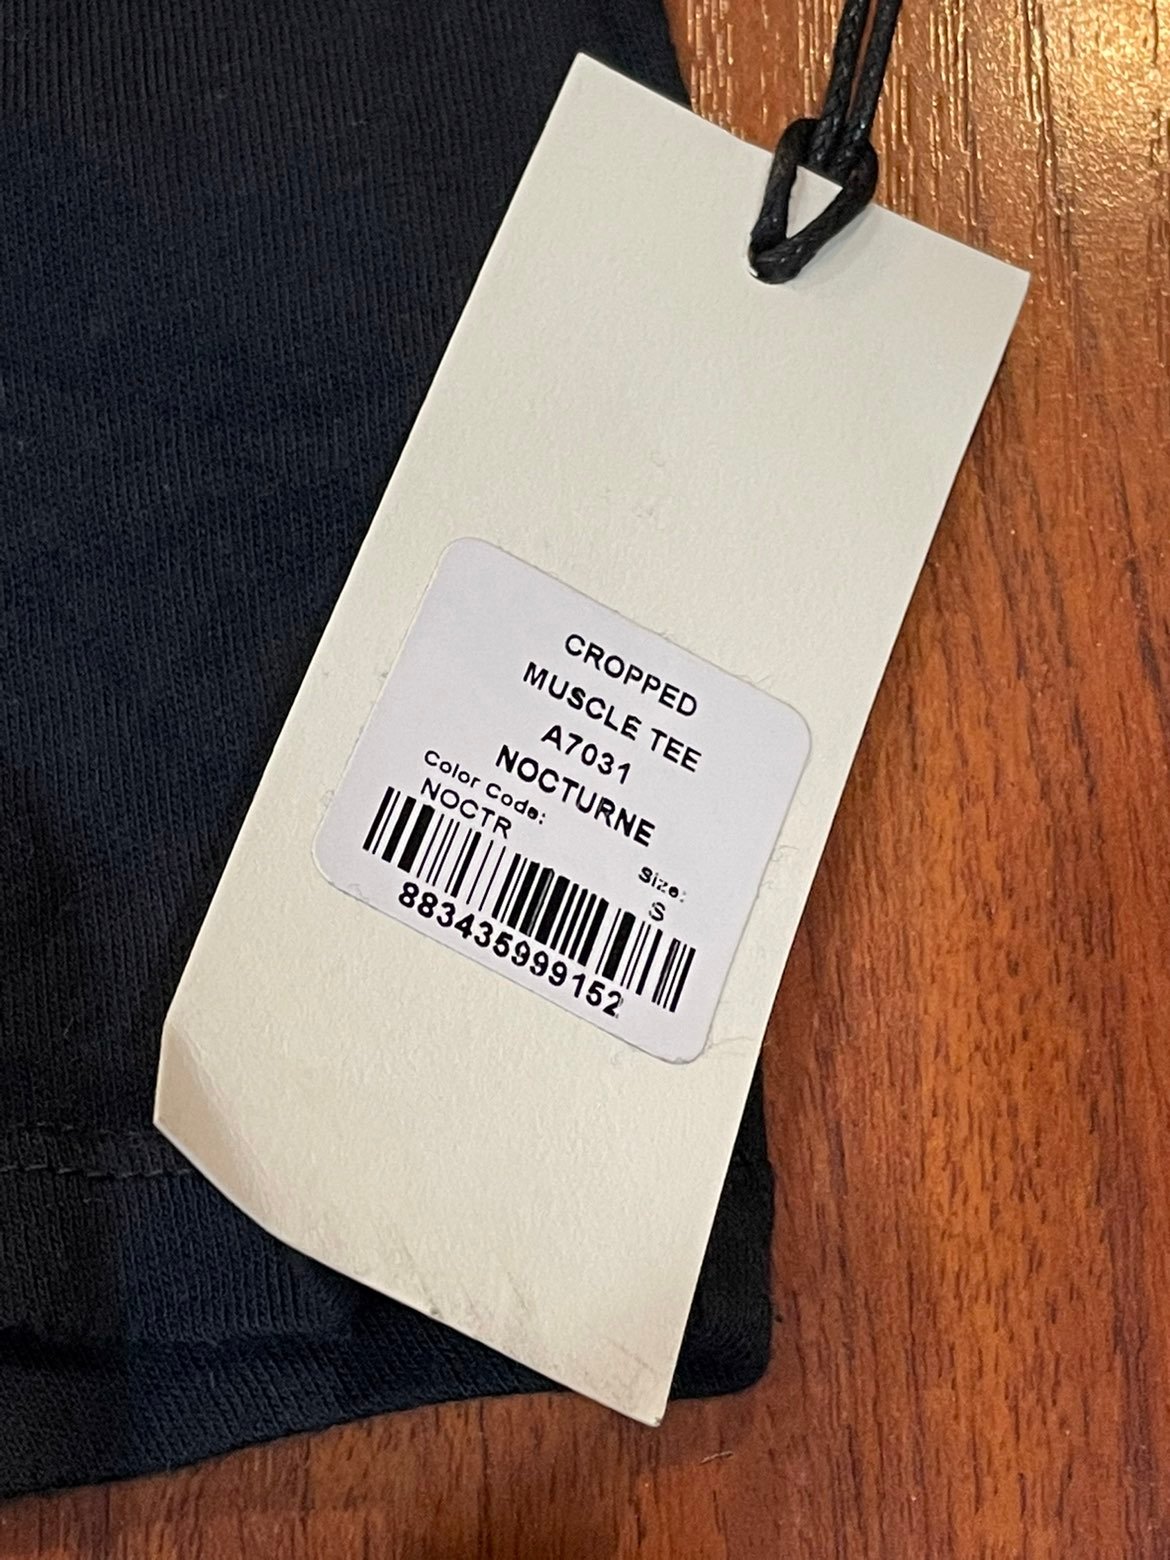 CROPPED
MUSCLE TEE
A7031
NOCTURNE
Color Code:
NOCTR
Size:
S
883435999152